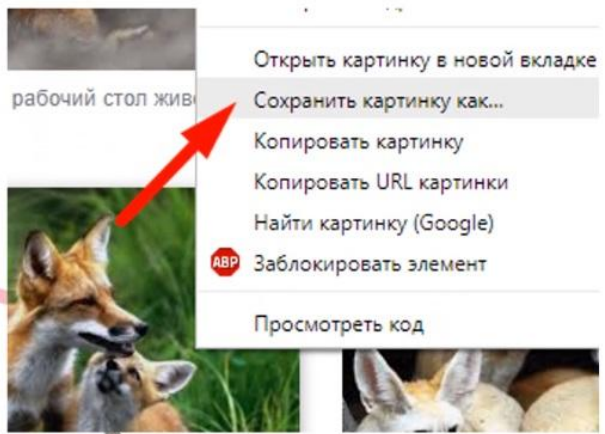 Открыть картинку в новой вкладке
рабочий стол
Сохранить картинку как...
Копировать картинку
Копировать URL картинки
Найти картинку (Google)
ABP Заблокировать элемент
Просмотреть код